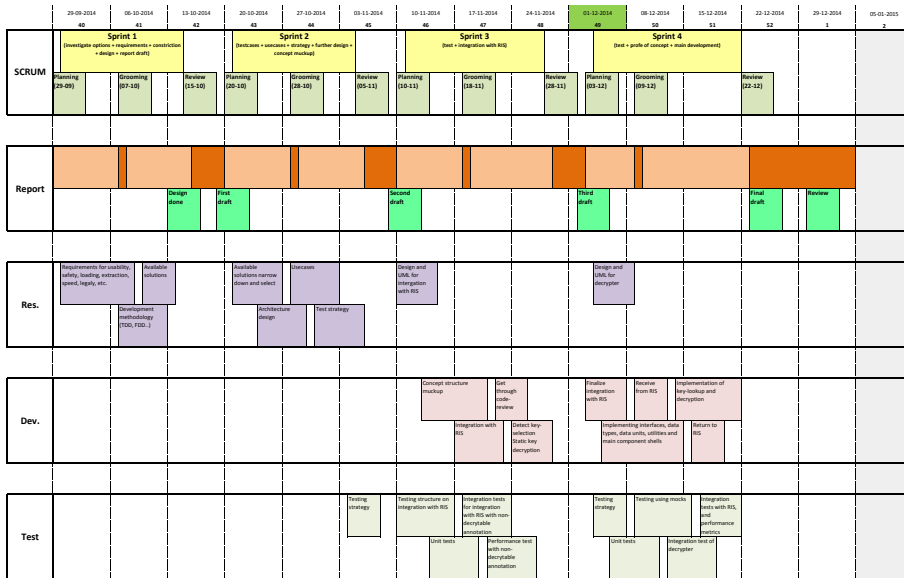 29-09-2014 06-10-2014 13-10-2014 20-10-2014 27-10-2014 03-11-2014 10-11-2014 17-11-2014 24-11-2014 01-12-2014 08-12-2014 15-12-2014 22-12-2014 29-12-2014 05-01-2015
40 41 42 43 44 45 46 47 48 49 50 51 52 1 2
SCRUM
Sprint 1
(investigate options + requirements + constriction
+ design + report draft)
Sprint 2
(testcases + usecases + strategy + further design +
concept mockup)
Sprint 3
(test + integration with RIS)
Sprint 4
(test + profe of concept + main development)
Planning
(29-09)
Grooming
(07-10)
Review
(15-10)
Planning
(20-10)
Grooming
(28-10)
Review
(05-11)
Planning
(10-11)
Grooming
(18-11)
Review
(28-11)
Planning
(03-12)
Grooming
(09-12)
Review
(22-12)
Report
Design
done
First
draft
Second
draft
Third
draft
Final
draft
Review
Res.
Requirements for usability,
safety, loading, extraction,
speed, legaly, etc.
Available
solutions
Available
solutions narrow
down and select
Usecases
Design and
UML for
intergation
with RIS
Design and
UML for
decrypter
Development
methodology
(TDD, FDD..)
Architecture
design
Test strategy
Dev.
Concept structure
mockup
Get
through
code-
review
Finalize
integration
with RIS
Receive
from RIS
Implementation of
key-lookup and
decryption
Integration with
RIS
Detect key-
selection
Static key
decryption
Implementing interfaces, data
types, data units, utilities and
main component shells
Return to
RIS
Test
Testing
strategy
Testing structure on
integration with RIS
Integration tests
for integration
with RIS with non-
decrytable
annotation
Testing
strategy
Testing using mocks
Integration
tests with RIS,
and
performance
metrics
Unit tests
Performance test
with non-
decrytable
annotation
Unit tests
Integration test of
decrypter